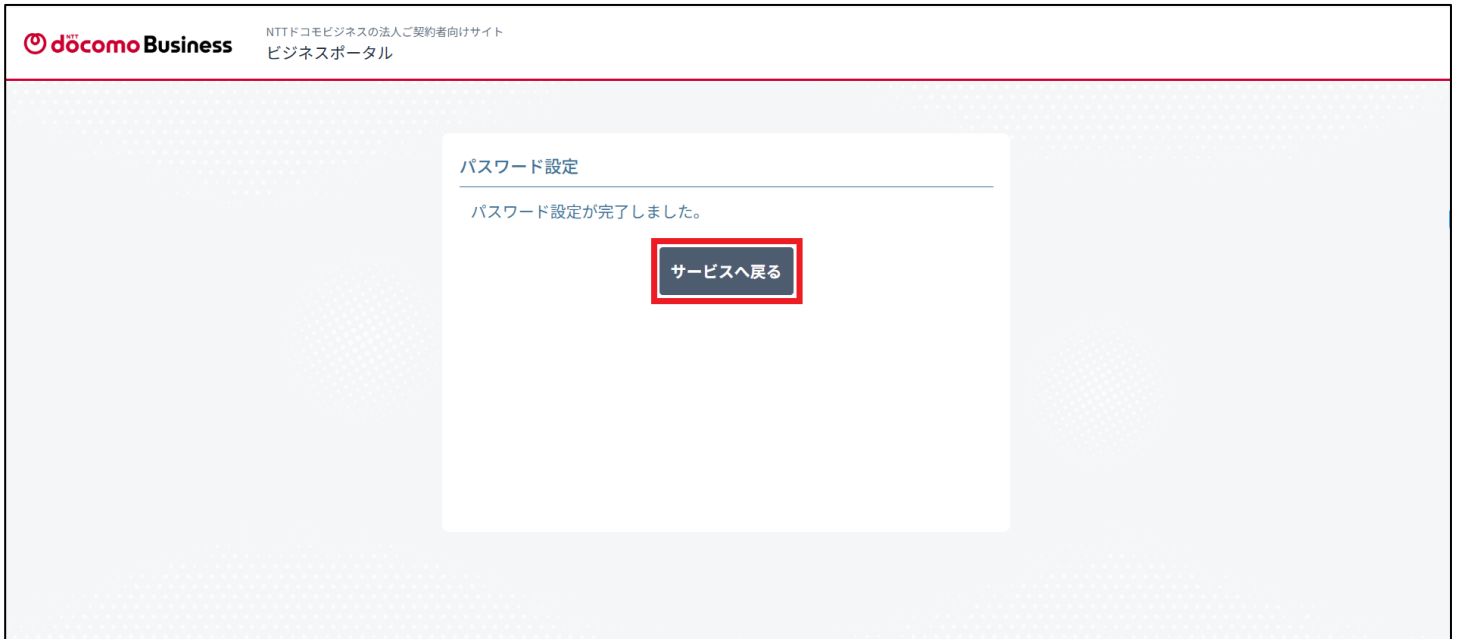 NTT
docomo Business
NTTドコモビジネスの法人ご契約者向けサイト
ビジネスポータル
パスワード設定
パスワード設定が完了しました。
サービスへ戻る